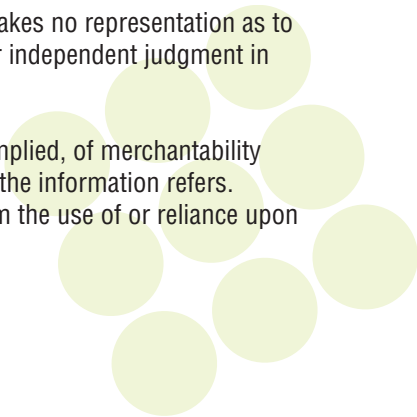 akes no representation as to
r independent judgment in
mplied, of merchantability
the information refers.
m the use of or reliance upon